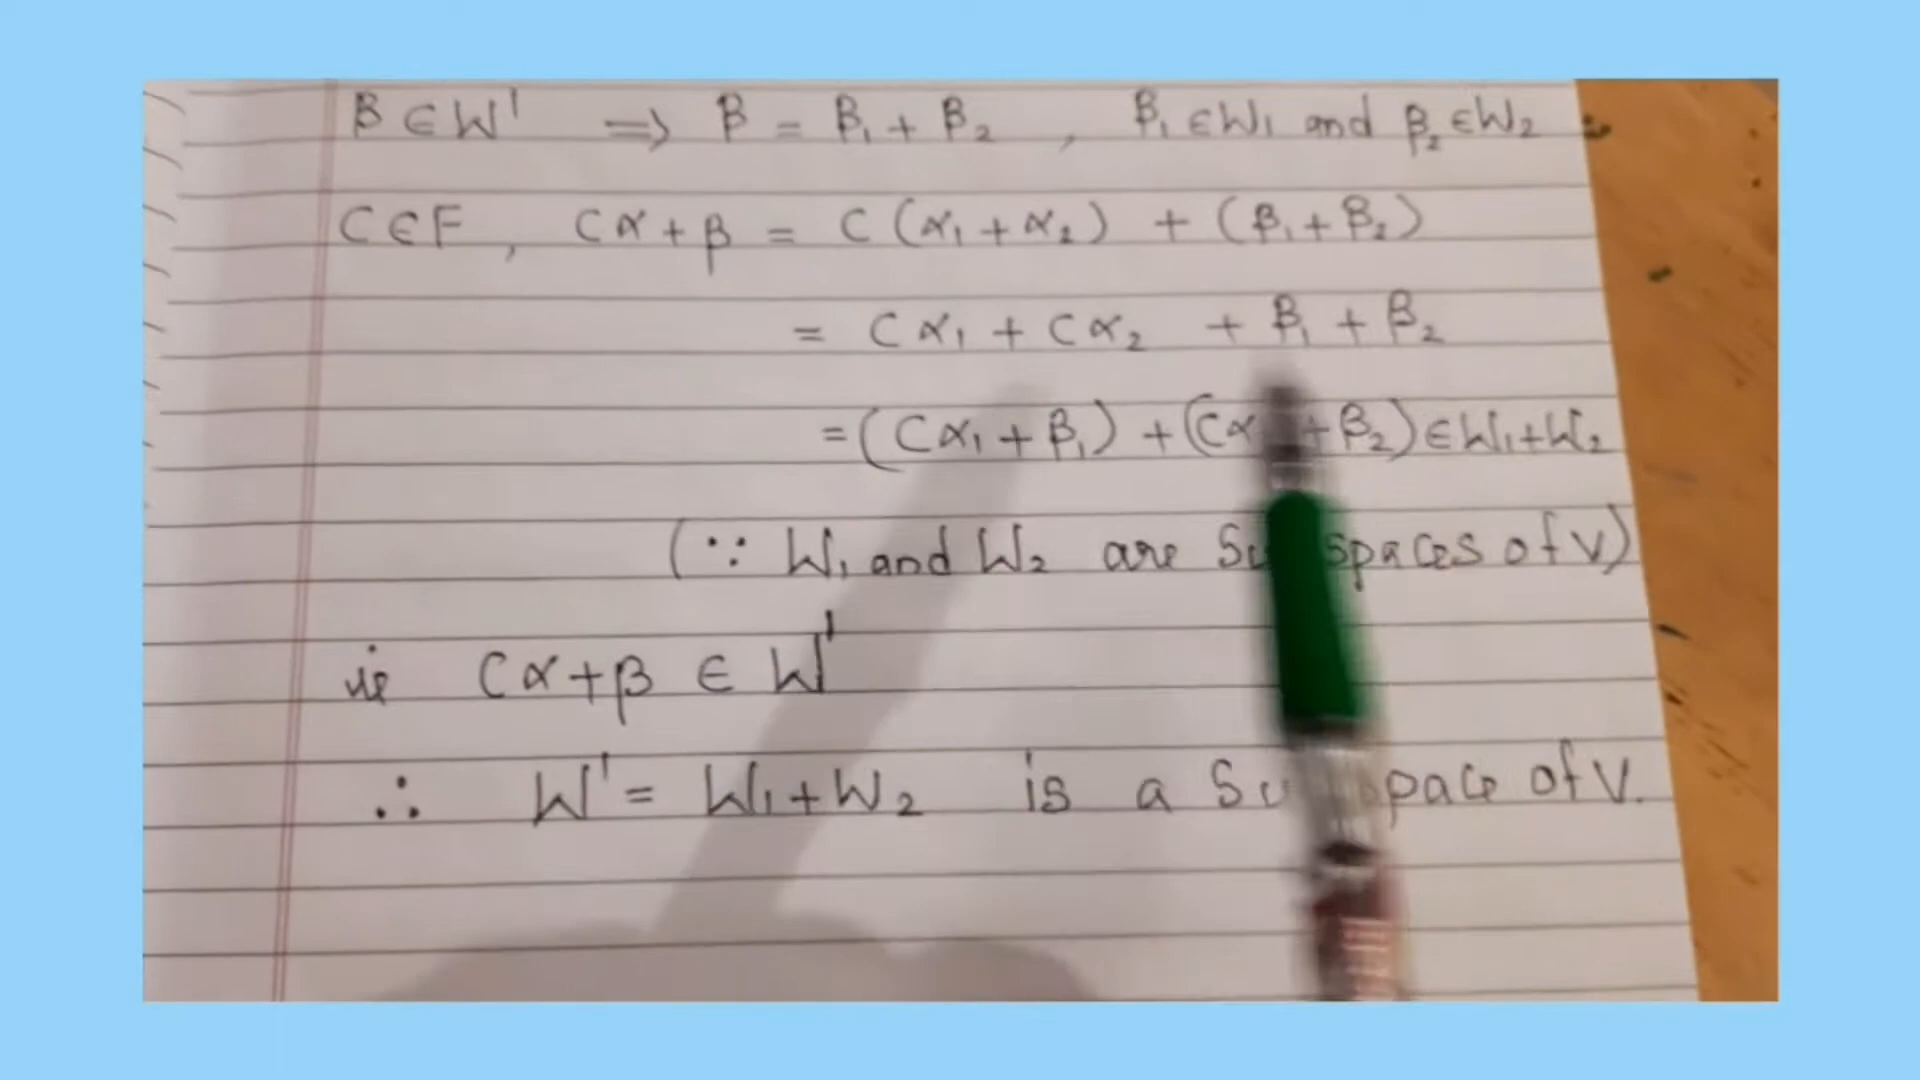 β ∈ W' ⇒ β = β₁ + β₂ , β₁ ∈ W₁ and β₂ ∈ W₂
C ∈ F , Cα + β = C (α₁ + α₂) + (β₁ + β₂)
= Cα₁ + Cα₂ + β₁ + β₂
= (Cα₁ + β₁) + (Cα + β₂) ∈ W₁ + W₂
(∵ W₁ and W₂ are spaces of V)
ie Cα + β ∈ W'
∴ W' = W₁ + W₂ is a of V.